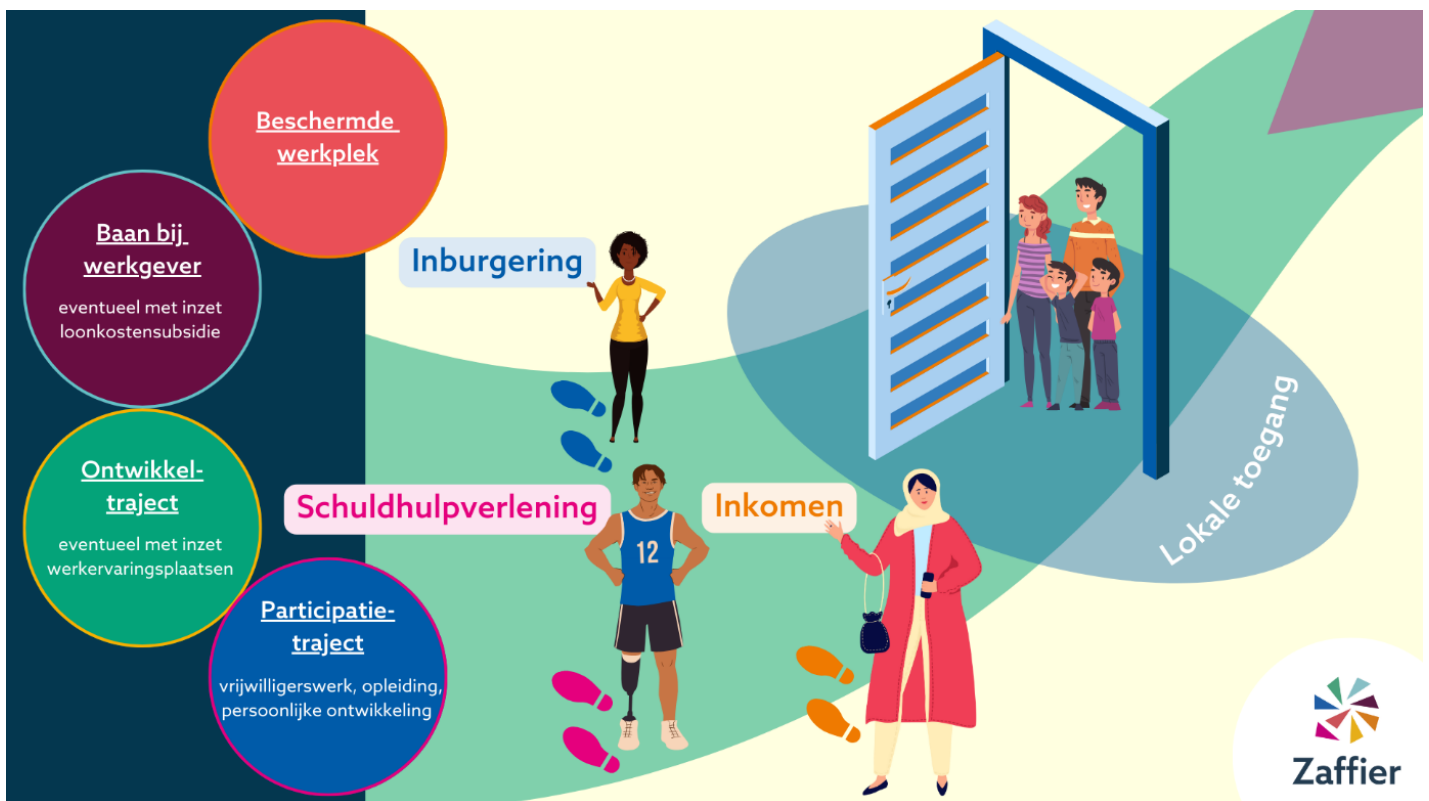 Beschermde
werkplek
Baan bij
werkgever
eventueel met inzet
loonkostensubsidie
Ontwikkel-
traject
eventueel met inzet
werkervaringsplaatsen
Participatie-
traject
vrijwilligerswerk, opleiding,
persoonlijke ontwikkeling
Inburgering
Schuldhulpverlening
12
Inkomen
Lokale toegang
Zaffier